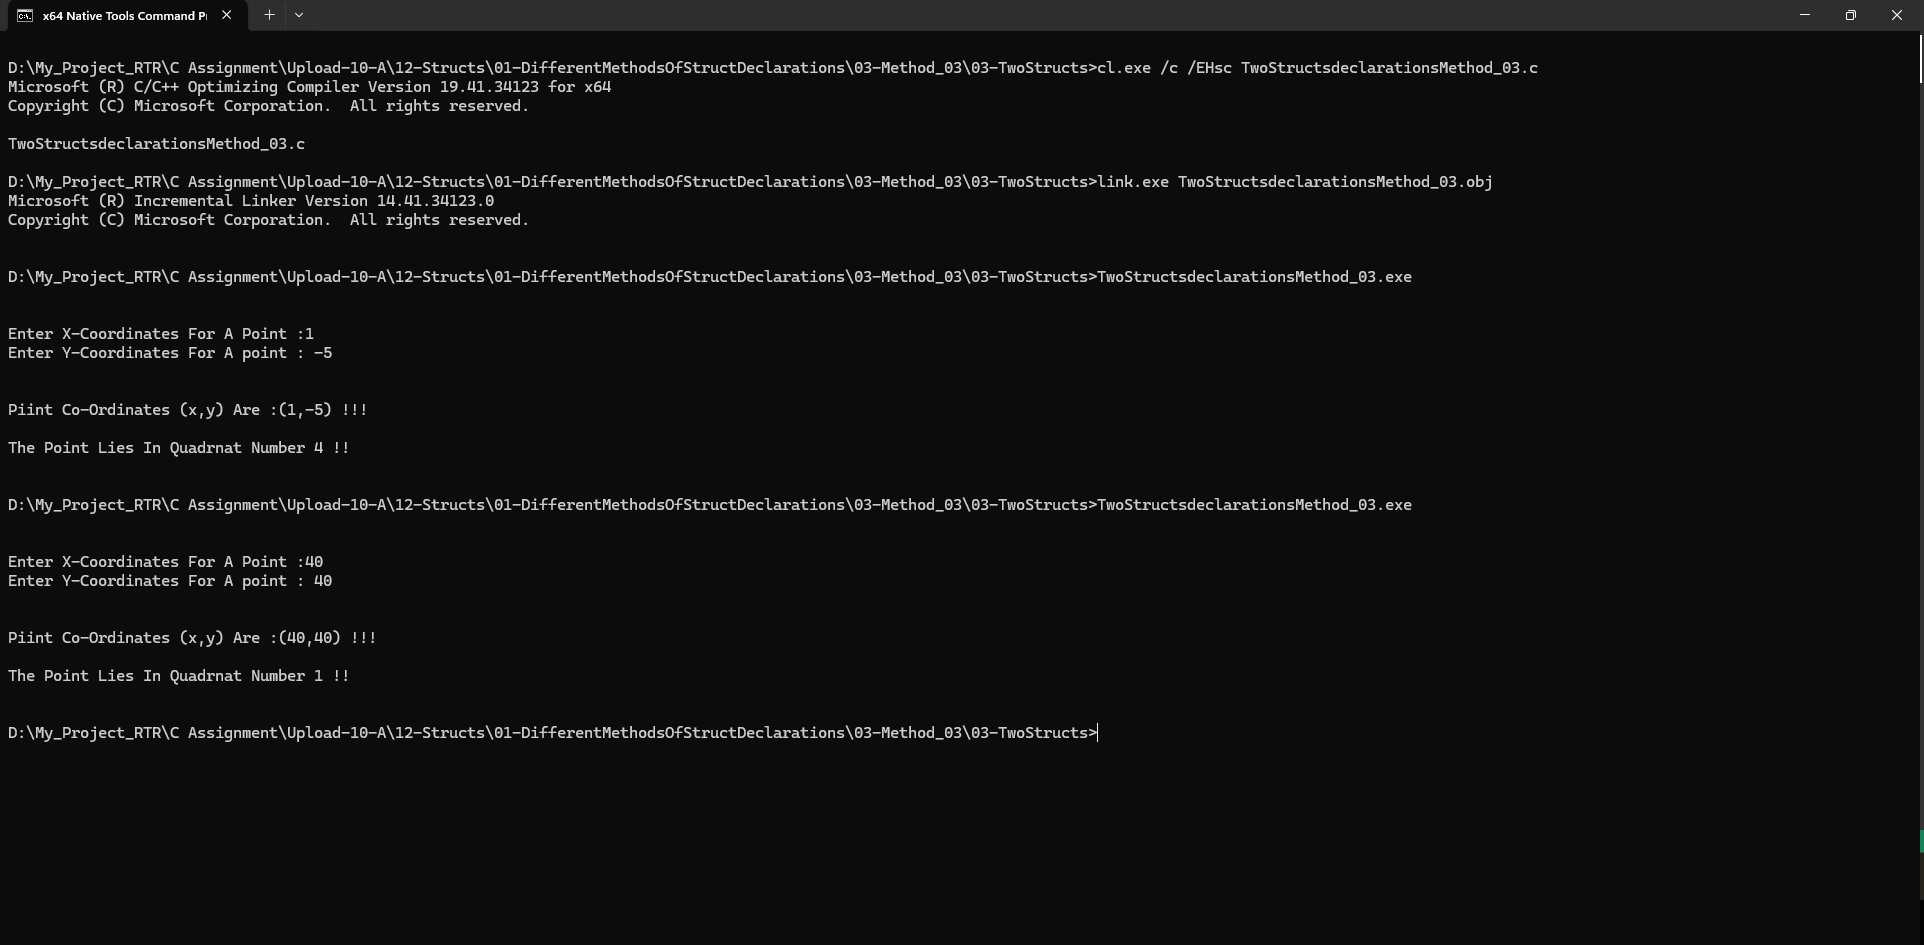 x64 Native Tools Command P
D:\My_Project_RTR\C Assignment\Upload-10-A\12-Structs\01-DifferentMethodsOfStructDeclarations\03-Method_03\03-TwoStructs>cl.exe /c /EHsc TwoStructsdeclarationsMethod_03.c
Microsoft (R) C/C++ Optimizing Compiler Version 19.41.34123 for x64
Copyright (C) Microsoft Corporation.  All rights reserved.
TwoStructsdeclarationsMethod_03.c
D:\My_Project_RTR\C Assignment\Upload-10-A\12-Structs\01-DifferentMethodsOfStructDeclarations\03-Method_03\03-TwoStructs>link.exe TwoStructsdeclarationsMethod_03.obj
Microsoft (R) Incremental Linker Version 14.41.34123.0
Copyright (C) Microsoft Corporation.  All rights reserved.
D:\My_Project_RTR\C Assignment\Upload-10-A\12-Structs\01-DifferentMethodsOfStructDeclarations\03-Method_03\03-TwoStructs>TwoStructsdeclarationsMethod_03.exe
Enter X-Coordinates For A Point :1
Enter Y-Coordinates For A point : -5
Piint Co-Ordinates (x,y) Are :(1,-5) !!!
The Point Lies In Quadrnat Number 4 !!
D:\My_Project_RTR\C Assignment\Upload-10-A\12-Structs\01-DifferentMethodsOfStructDeclarations\03-Method_03\03-TwoStructs>TwoStructsdeclarationsMethod_03.exe
Enter X-Coordinates For A Point :40
Enter Y-Coordinates For A point : 40
Piint Co-Ordinates (x,y) Are :(40,40) !!!
The Point Lies In Quadrnat Number 1 !!
D:\My_Project_RTR\C Assignment\Upload-10-A\12-Structs\01-DifferentMethodsOfStructDeclarations\03-Method_03\03-TwoStructs>